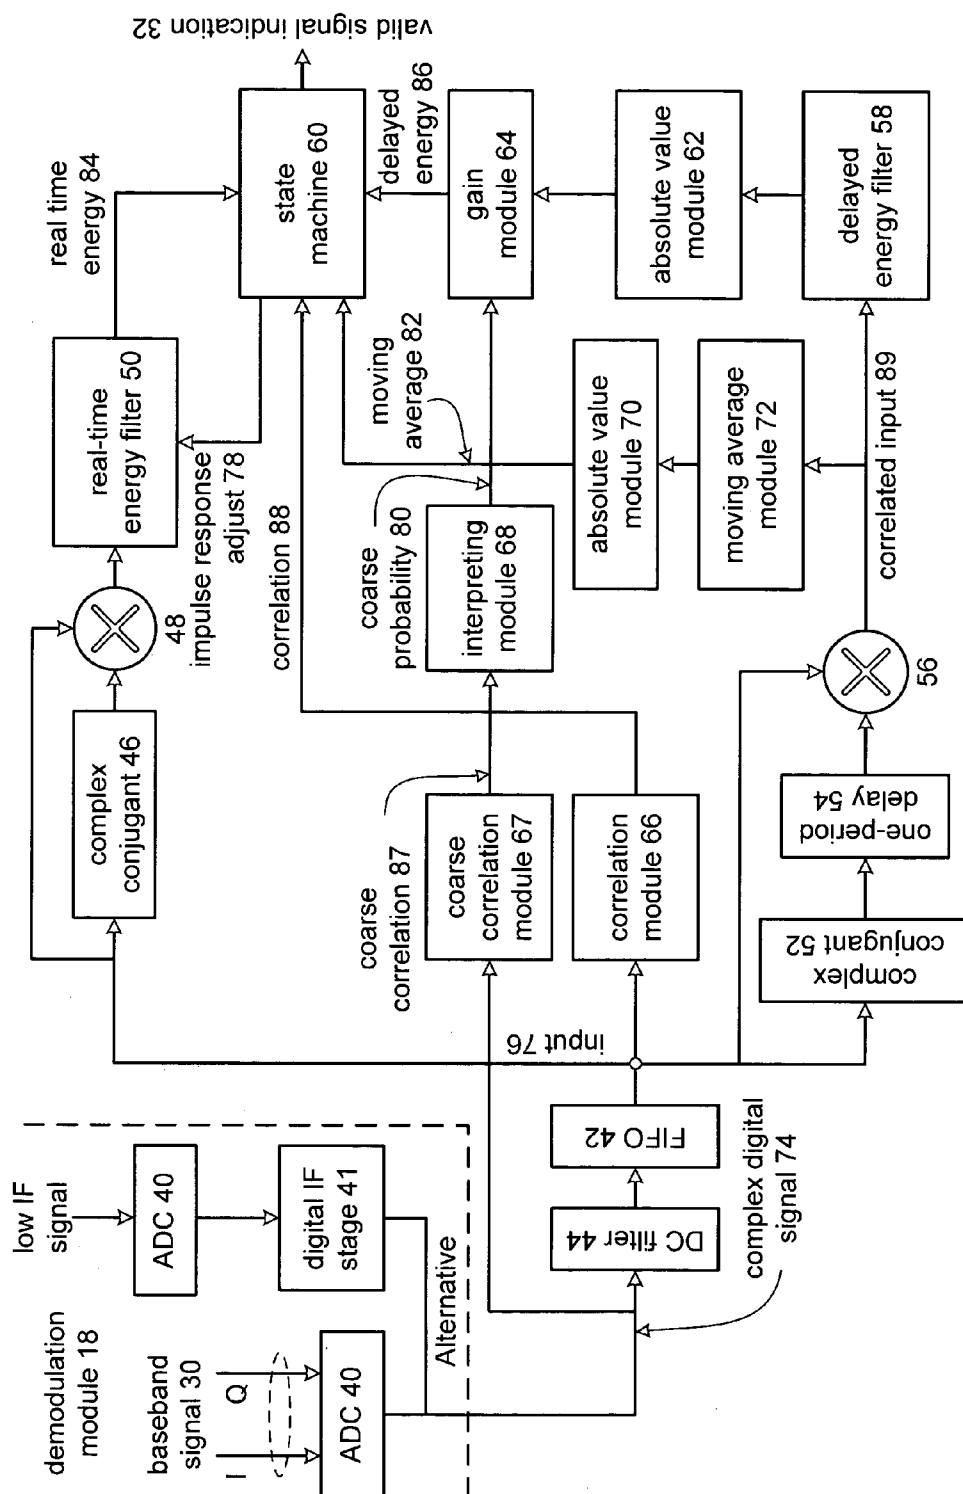 demodulation
module 18
low IF
signal
baseband
signal 30
I
Q
ADC 40
ADC 40
digital IF
stage 41
Alternative
complex digital
signal 74
DC filter 44
FIFO 42
input 76
complex
conjugant 46
48
real-time
energy filter 50
impulse response
adjust 78
real time
energy 84
coarse
correlation 87
coarse
correlation
module 67
correlation
module 66
correlation 88
coarse
probability 80
interpreting
module 68
moving
average 82
absolute value
module 70
moving average
module 72
complex
conjugant 52
one-period
delay 54
56
correlated input 89
delayed
energy filter 58
absolute value
module 62
gain
module 64
delayed
energy 86
state
machine 60
valid signal indication 32